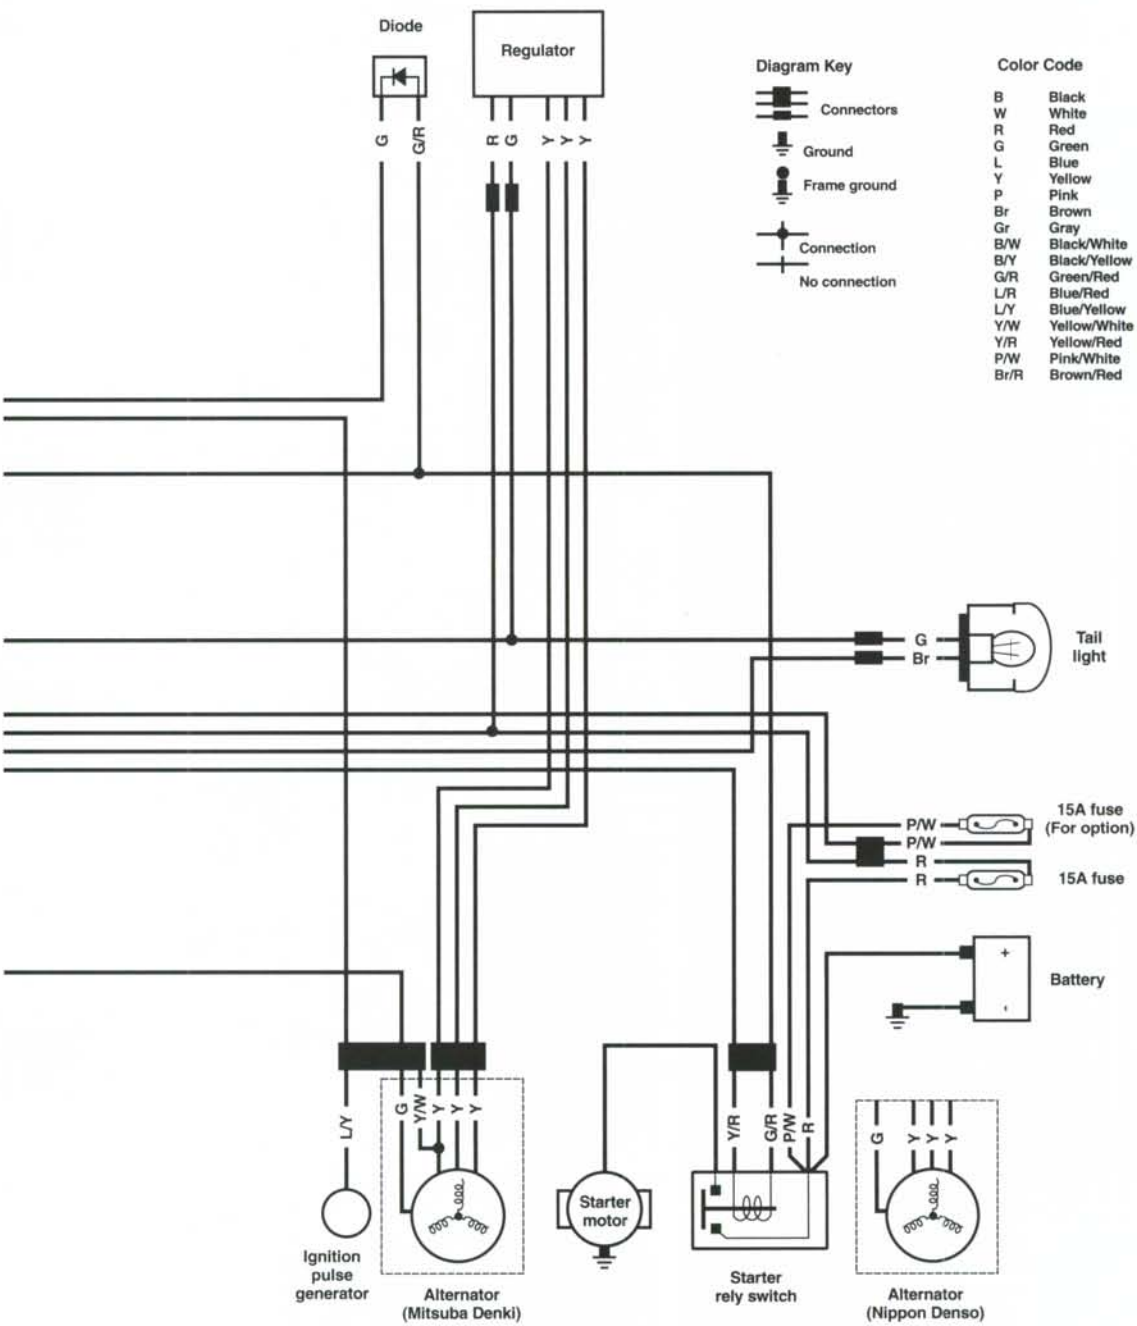 Diode
Regulator
G
G/R
R
G
Y
Y
Y
Diagram Key
Connectors
Ground
Frame ground
Connection
No connection
Color Code
B Black
W White
R Red
G Green
L Blue
Y Yellow
P Pink
Br Brown
Gr Gray
B/W Black/White
B/Y Black/Yellow
G/R Green/Red
L/R Blue/Red
L/Y Blue/Yellow
Y/W Yellow/White
Y/R Yellow/Red
P/W Pink/White
Br/R Brown/Red
G
Br
Tail
light
P/W
P/W
R
R
15A fuse
(For option)
15A fuse
+
-
Battery
L/Y
G
Y/W
Y
Y
Y
Y/R
G/R
P/W
R
G
Y
Y
Y
Ignition
pulse
generator
Alternator
(Mitsuba Denki)
Starter
motor
Starter
rely switch
Alternator
(Nippon Denso)